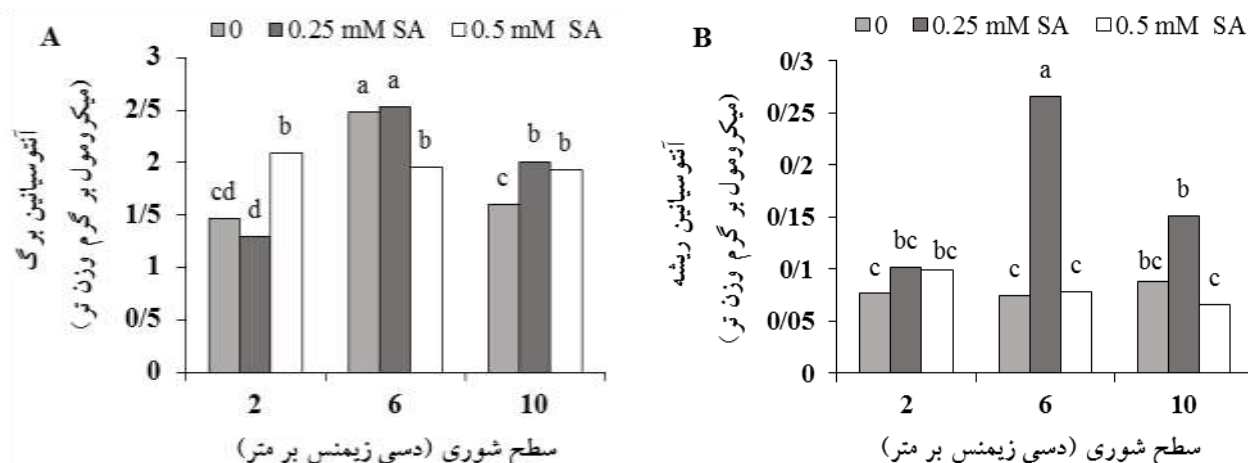 A
0 0.25 mM SA 0.5 mM SA
آنتوسیانین برگ
(میکرومول بر گرم وزن تر)
3
2/5
2
1/5
1
0/5
0
cd d b
a a b
c b b
2 6 10
سطح شوری (دسی زیمنس بر متر)
B
0 0.25 mM SA 0.5 mM SA
آنتوسیانین ریشه
(میکرومول بر گرم وزن تر)
0/3
0/25
0/2
0/15
0/1
0/05
0
c bc bc
c a c
bc b c
2 6 10
سطح شوری (دسی زیمنس بر متر)